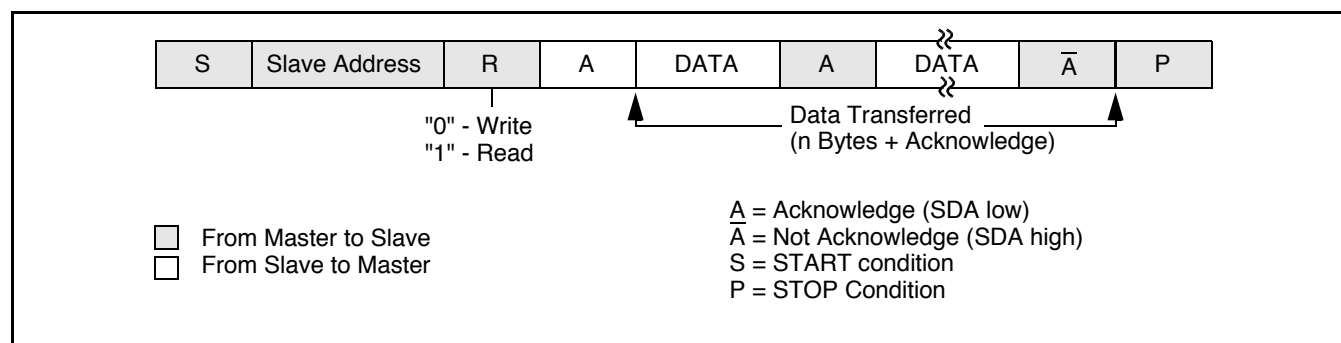 S Slave Address R A DATA A DATA A̅ P
"0" - Write
"1" - Read
Data Transferred
(n Bytes + Acknowledge)
From Master to Slave
From Slave to Master
A = Acknowledge (SDA low)
A̅ = Not Acknowledge (SDA high)
S = START condition
P = STOP Condition